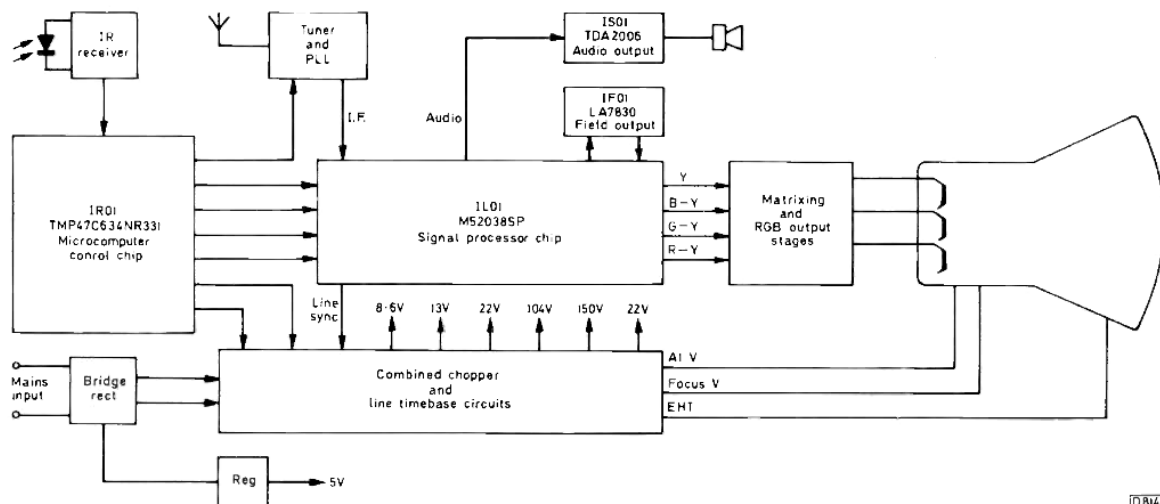 IR
receiver
Tuner
and
PLL
IS01
TDA2006
Audio output
I.F.
Audio
IF01
LA7830
Field output
IR01
TMP47C634NR331
Microcomputer
conrol chip
IL01
M52038SP
Signal processor chip
Y
B-Y
G-Y
R-Y
Matrixing
and
RGB output
stages
Line
sync
8·6V
13V
22V
104V
150V
22V
Mains
input
Bridge
rect
Combined chopper
and
line timebase circuits
A1 V
Focus V
EHT
Reg
5V